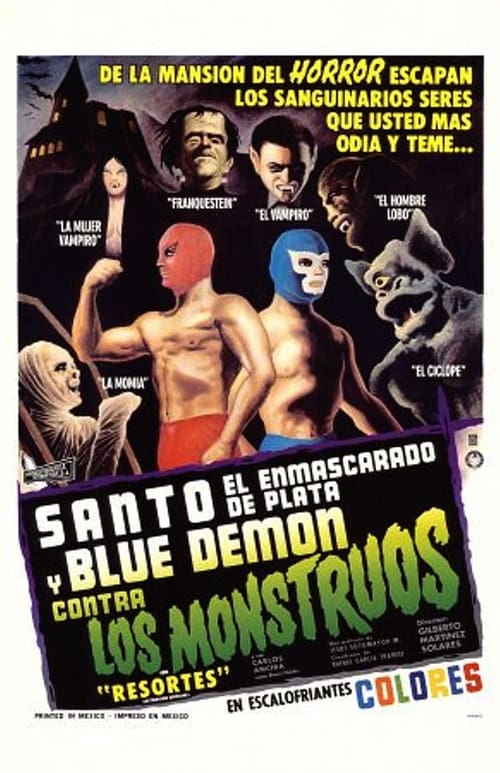 DE LA MANSION DEL HORROR ESCAPAN
LOS SANGUINARIOS SERES
QUE USTED MAS
ODIA Y TEME...
"FRANQUESTEIN"
"EL VAMPIRO"
"EL HOMBRE
LOBO"
"LA MUJER
VAMPIRO"
"LA MOMIA"
"EL CICLOPE"
SANTO EL ENMASCARADO
DE PLATA
Y BLUE DEMON
CONTRA
LOS MONSTRUOS
"RESORTES"
CARLOS
ANCIRA
GILBERTO
MARTINEZ
SOLARES
EN ESCALOFRIANTES COLORES
PRINTED IN MEXICO - IMPRESO EN MEXICO